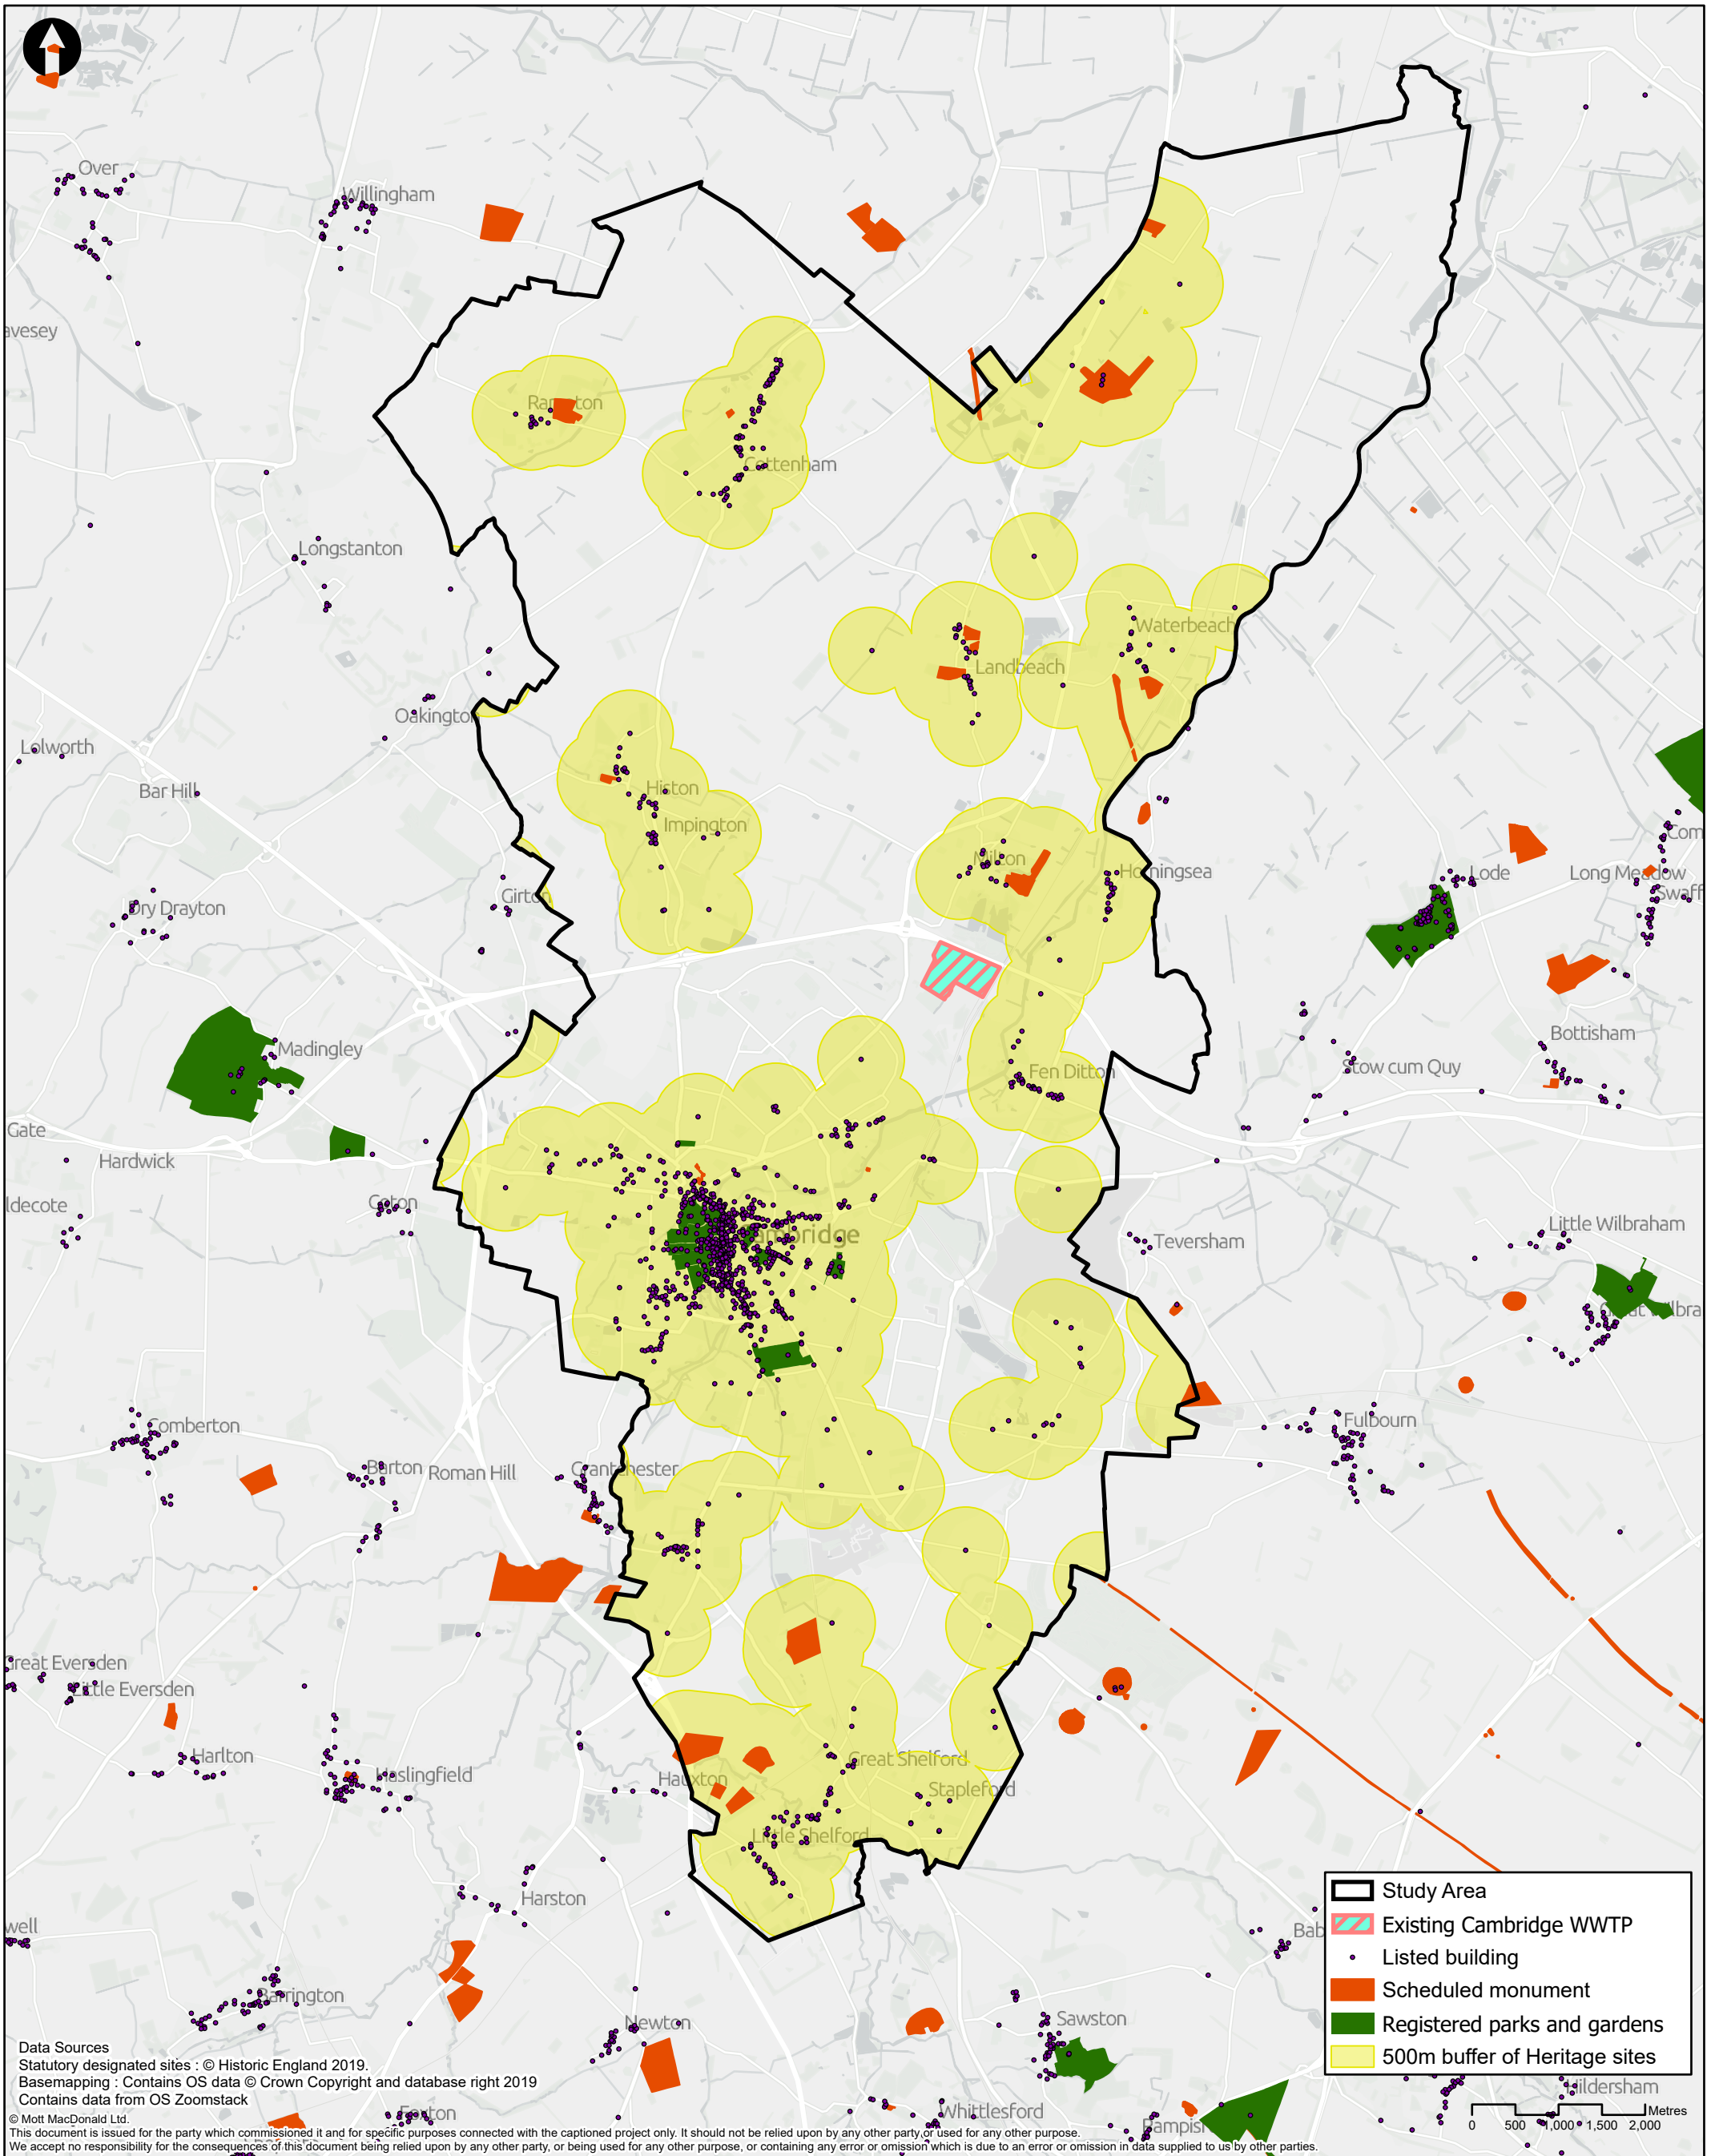 Over
Willingham
avesey
Cottenham
Longstanton
Waterbeach
Landbeach
Oakington
Lolworth
Bar Hill
Histon
Impington
Milton
Horningsea
Com
Lode
Long Meadow
Swaff
Girton
Dry Drayton
Bottisham
Madingley
Stow cum Quy
Fen Ditton
Gate
Hardwick
Coton
ldecote
Cambridge
Teversham
Little Wilbraham
Great Wilbra
Comberton
Fulbourn
Barton
Roman Hill
Grantchester
Great Eversden
Little Eversden
Harlton
Haslingfield
Hauxton
Great Shelford
Stapleford
Little Shelford
Harston
well
Bab
Barrington
Newton
Sawston
Foxton
Whittlesford
Hildersham
Rampis
Study Area
Existing Cambridge WWTP
Listed building
Scheduled monument
Registered parks and gardens
500m buffer of Heritage sites
0 500 1,000 1,500 2,000 Metres
Data Sources
Statutory designated sites : © Historic England 2019.
Basemapping : Contains OS data © Crown Copyright and database right 2019
Contains data from OS Zoomstack
© Mott MacDonald Ltd.
This document is issued for the party which commissioned it and for specific purposes connected with the captioned project only. It should not be relied upon by any other party or used for any other purpose.
We accept no responsibility for the consequences of this document being relied upon by any other party, or being used for any other purpose, or containing any error or omission which is due to an error or omission in data supplied to us by other parties.